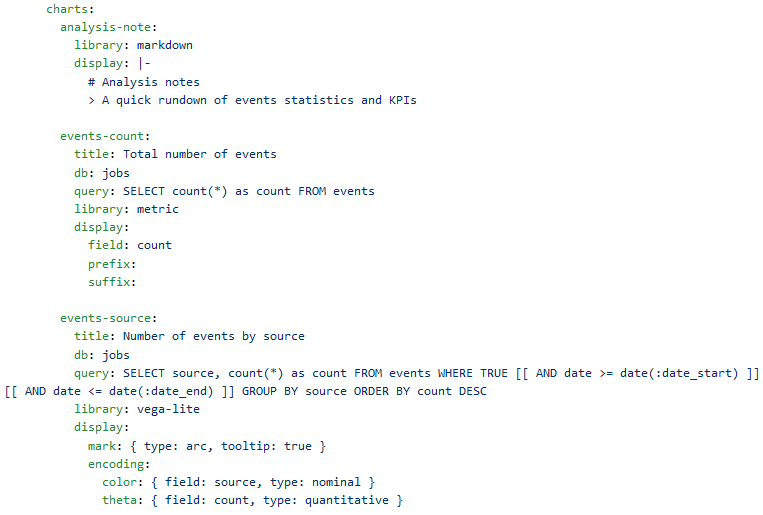 charts:
analysis-note:
library: markdown
display: |-
# Analysis notes
> A quick rundown of events statistics and KPIs
events-count:
title: Total number of events
db: jobs
query: SELECT count(*) as count FROM events
library: metric
display:
field: count
prefix:
suffix:
events-source:
title: Number of events by source
db: jobs
query: SELECT source, count(*) as count FROM events WHERE TRUE [[ AND date >= date(:date_start) ]]
[[ AND date <= date(:date_end) ]] GROUP BY source ORDER BY count DESC
library: vega-lite
display:
mark: { type: arc, tooltip: true }
encoding:
color: { field: source, type: nominal }
theta: { field: count, type: quantitative }